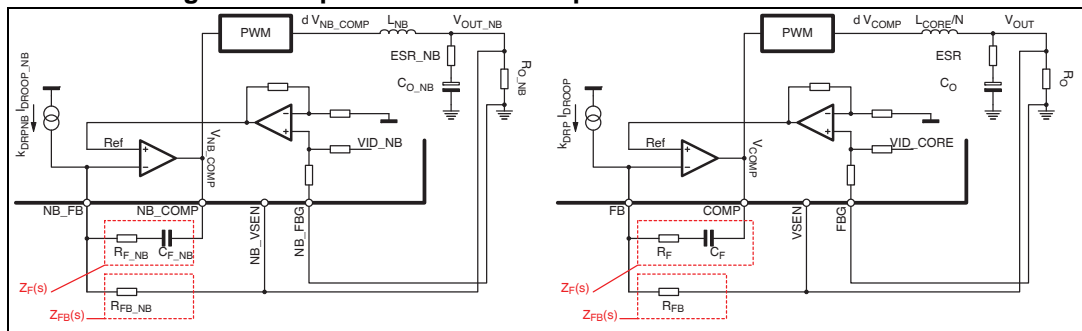 PWM
d V_NB_COMP
L_NB
V_OUT_NB
ESR_NB
C_O_NB
R_O_NB
k_DRPNB I_DROOP_NB
Ref
V_NB_COMP
VID_NB
NB_FB
NB_COMP
NB_VSEN
NB_FBG
R_F_NB
C_F_NB
Z_F(s)
R_FB_NB
Z_FB(s)
PWM
d V_COMP
L_CORE/N
V_OUT
ESR
C_O
R_O
k_DRP I_DROOP
Ref
V_COMP
VID_CORE
FB
COMP
VSEN
FBG
R_F
C_F
Z_F(s)
R_FB
Z_FB(s)